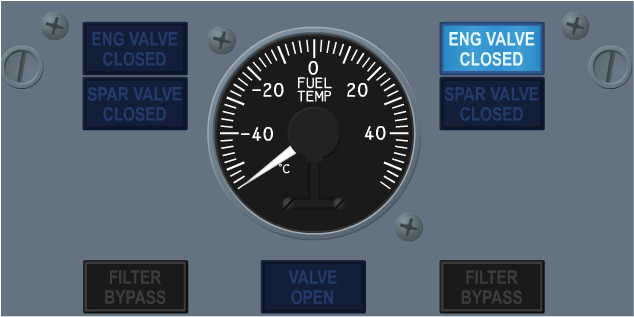 ENG VALVE
CLOSED
SPAR VALVE
CLOSED
0
-20
20
FUEL
TEMP
-40
40
°C
ENG VALVE
CLOSED
SPAR VALVE
CLOSED
FILTER
BYPASS
VALVE
OPEN
FILTER
BYPASS